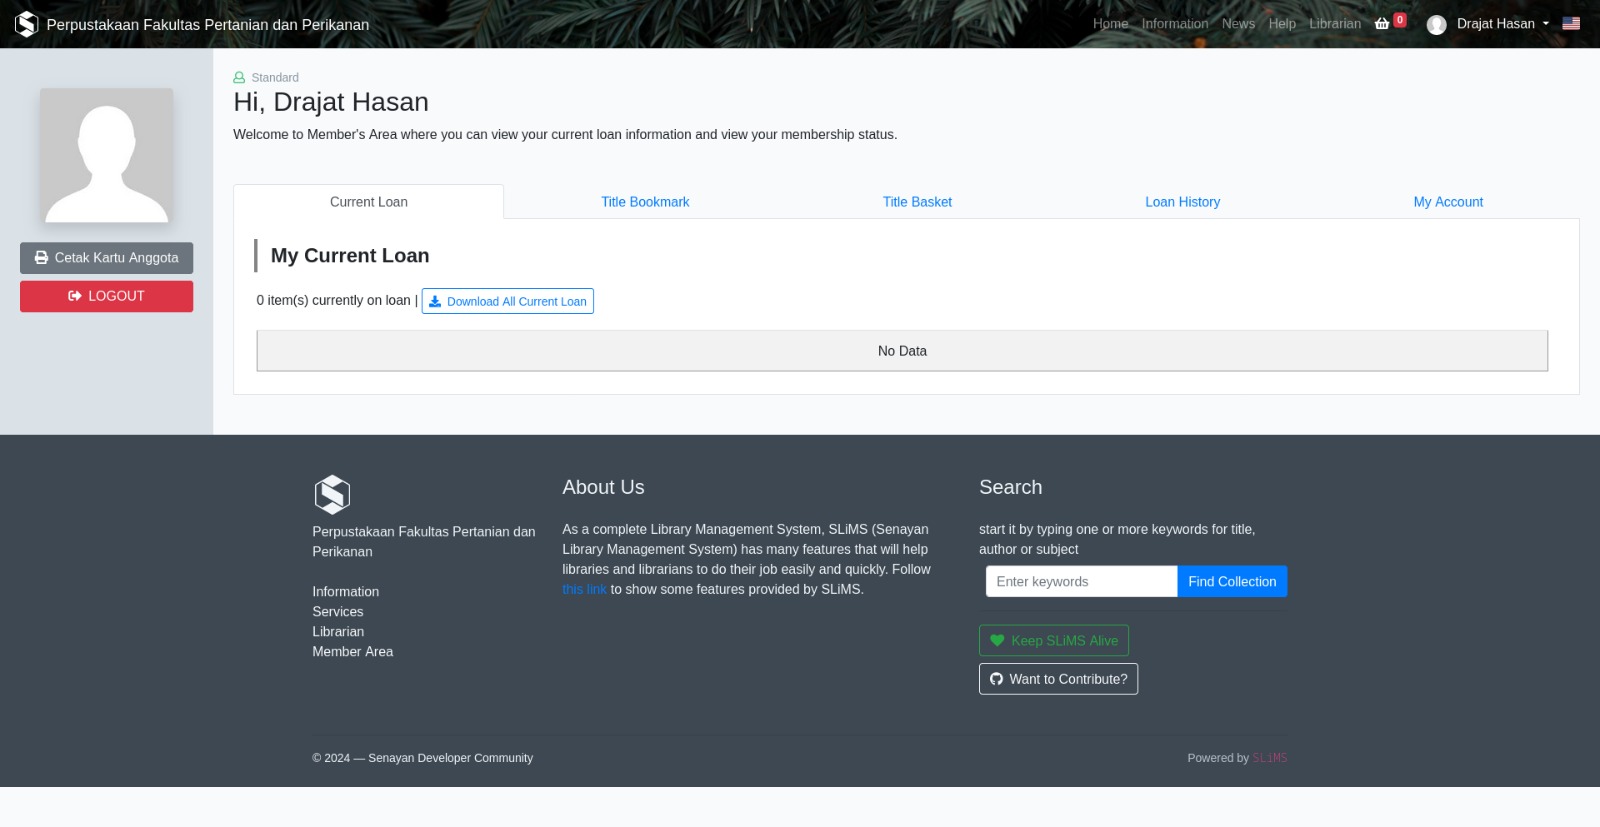 Perpustakaan Fakultas Pertanian dan Perikanan
Home Information News Help Librarian 0 Drajat Hasan
Cetak Kartu Anggota
LOGOUT
Standard
Hi, Drajat Hasan
Welcome to Member's Area where you can view your current loan information and view your membership status.
Current Loan Title Bookmark Title Basket Loan History My Account
My Current Loan
0 item(s) currently on loan | Download All Current Loan
No Data
Perpustakaan Fakultas Pertanian dan
Perikanan
Information
Services
Librarian
Member Area
About Us
As a complete Library Management System, SLiMS (Senayan
Library Management System) has many features that will help
libraries and librarians to do their job easily and quickly. Follow
this link to show some features provided by SLiMS.
Search
start it by typing one or more keywords for title,
author or subject
Enter keywords Find Collection
Keep SLiMS Alive
Want to Contribute?
© 2024 — Senayan Developer Community
Powered by SLiMS